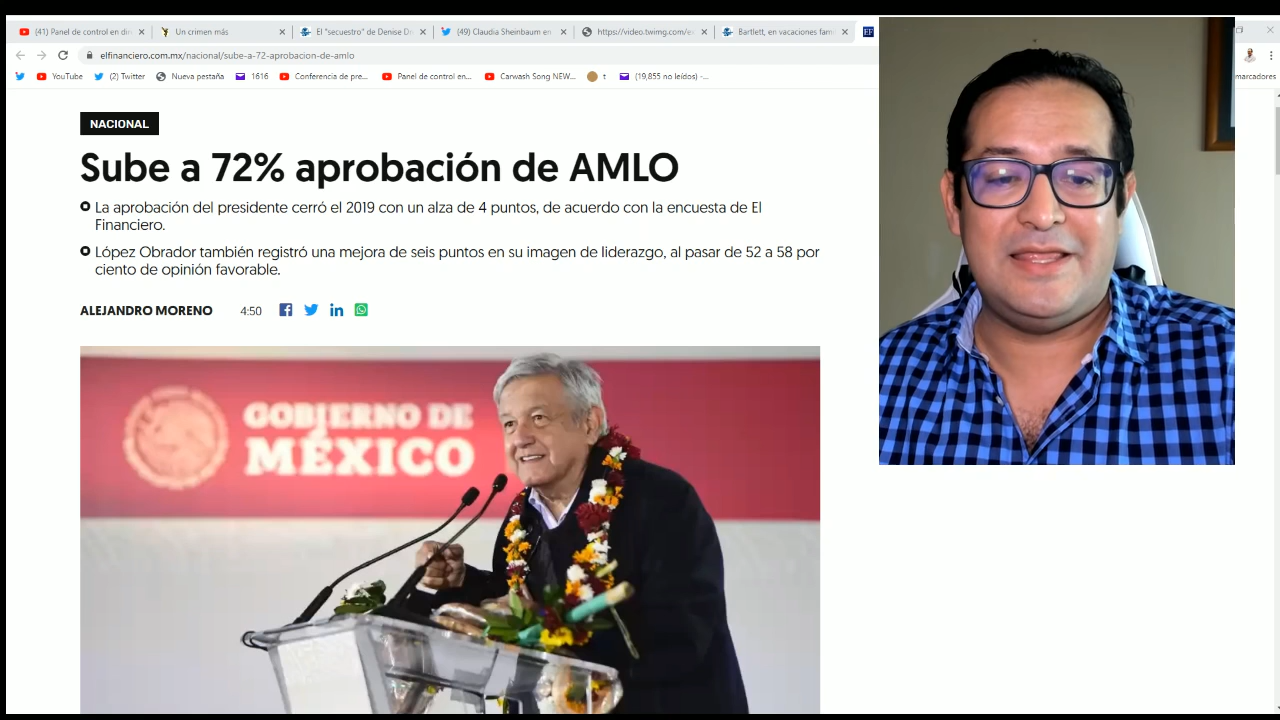 (41) Panel de control en dir
Un crimen más
El "secuestro" de Denise Dr
(49) Claudia Sheinbaum en
https://video.twimg.com/ex
Bartlett, en vacaciones fam
EF
elfinanciero.com.mx/nacional/sube-a-72-aprobacion-de-amlo
YouTube
(2) Twitter
Nueva pestaña
1616
Conferencia de pre...
Panel de control en...
Carwash Song NEW...
(19,855 no leídos) -...
marcadores
NACIONAL
Sube a 72% aprobación de AMLO
La aprobación del presidente cerró el 2019 con un alza de 4 puntos, de acuerdo con la encuesta de El
Financiero.
López Obrador también registró una mejora de seis puntos en su imagen de liderazgo, al pasar de 52 a 58 por
ciento de opinión favorable.
ALEJANDRO MORENO
4:50
GOBIERNO DE
MÉXICO